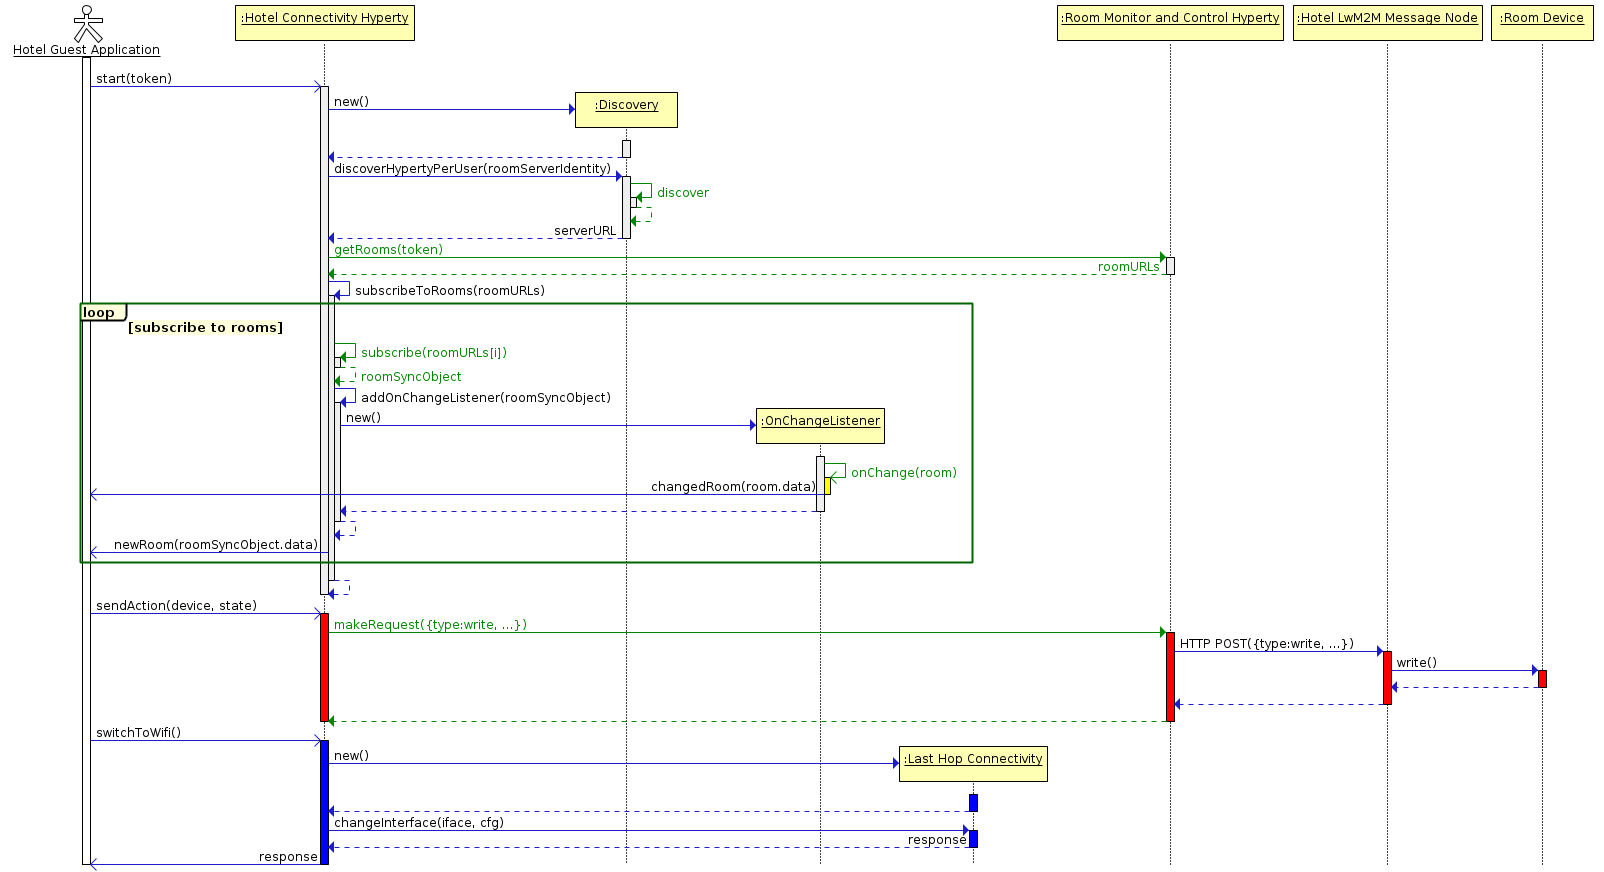 :Hotel Connectivity Hyperty
:Room Monitor and Control Hyperty
:Hotel LwM2M Message Node
:Room Device
Hotel Guest Application
start(token)
new()
:Discovery
discoverHypertyPerUser(roomServerIdentity)
discover
serverURL
getRooms(token)
roomURLs
subscribeToRooms(roomURLs)
loop
[subscribe to rooms]
subscribe(roomURLs[i])
roomSyncObject
addOnChangeListener(roomSyncObject)
new()
:OnChangeListener
onChange(room)
changedRoom(room.data)
newRoom(roomSyncObject.data)
sendAction(device, state)
makeRequest({type:write, ...})
HTTP POST({type:write, ...})
write()
switchToWifi()
new()
:Last Hop Connectivity
changeInterface(iface, cfg)
response
response